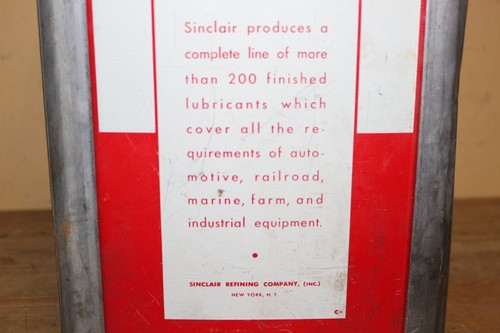 Sinclair produces a
complete line of more
than 200 finished
lubricants which
cover all the re-
quirements of auto-
motive, railroad,
marine, farm, and
industrial equipment.
SINCLAIR REFINING COMPANY, (INC.)
NEW YORK, N. Y.